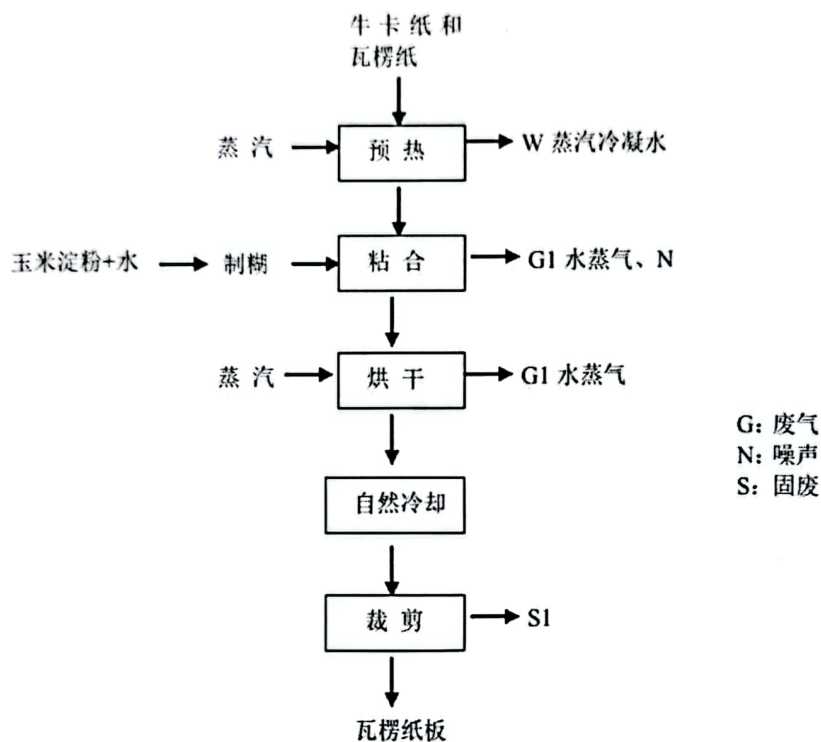 牛卡纸和
瓦楞纸
蒸汽
预热
W 蒸汽冷凝水
玉米淀粉+水
制糊
粘合
G1 水蒸气、N
蒸汽
烘干
G1 水蒸气
G: 废气
N: 噪声
S: 固废
自然冷却
裁剪
S1
瓦楞纸板